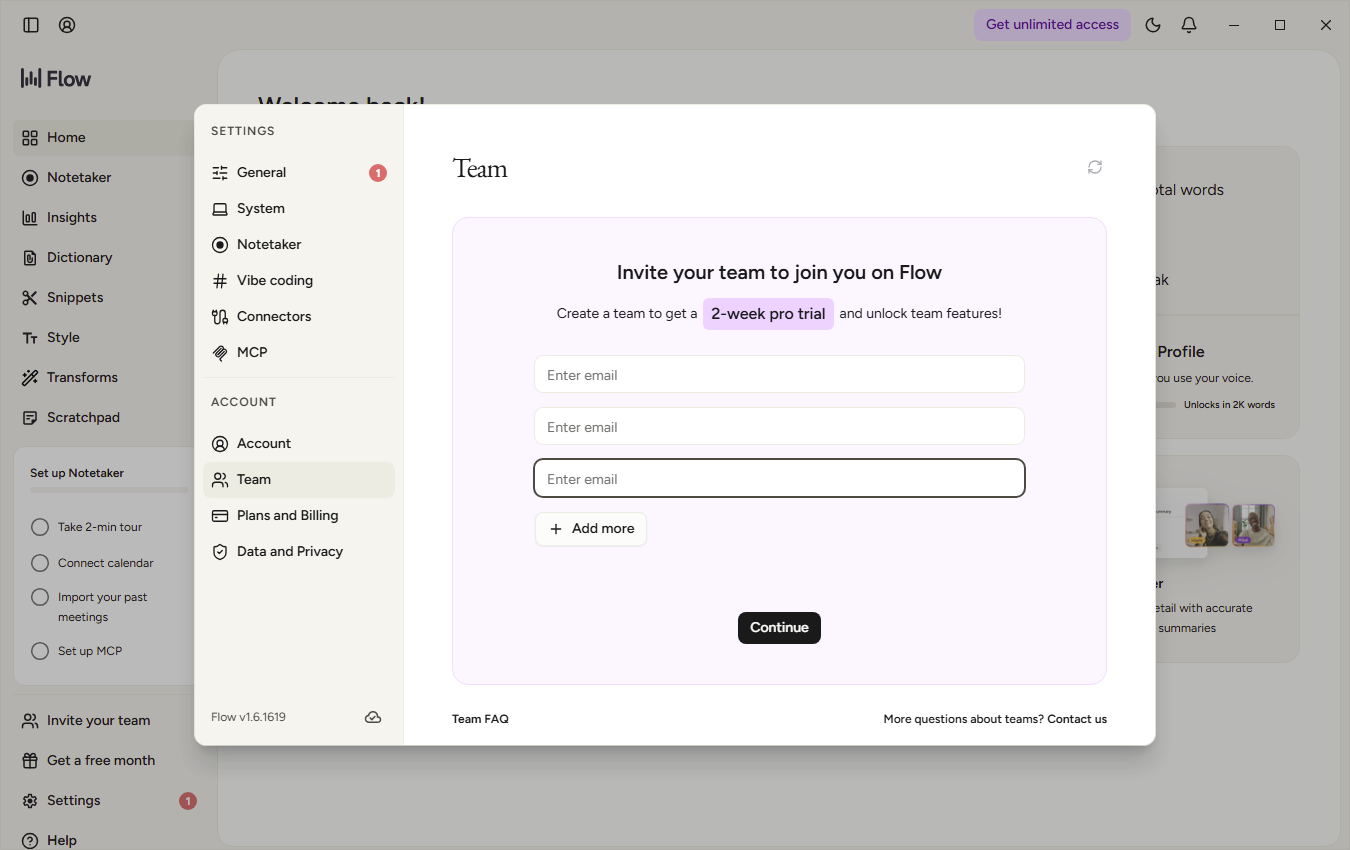 Get unlimited access
Flow
Welcome back!
Home
Notetaker
Insights
Dictionary
Snippets
Style
Transforms
Scratchpad
Set up Notetaker
Take 2-min tour
Connect calendar
Import your past
meetings
Set up MCP
Invite your team
Get a free month
Settings
1
Help
SETTINGS
General
1
System
Notetaker
Vibe coding
Connectors
MCP
ACCOUNT
Account
Team
Plans and Billing
Data and Privacy
Flow v1.6.1619
Team
Invite your team to join you on Flow
Create a team to get a 2-week pro trial and unlock team features!
Enter email
Enter email
Enter email
Add more
Continue
Team FAQ
More questions about teams? Contact us
words
Profile
you use your voice.
Unlocks in 2K words
with accurate
summaries